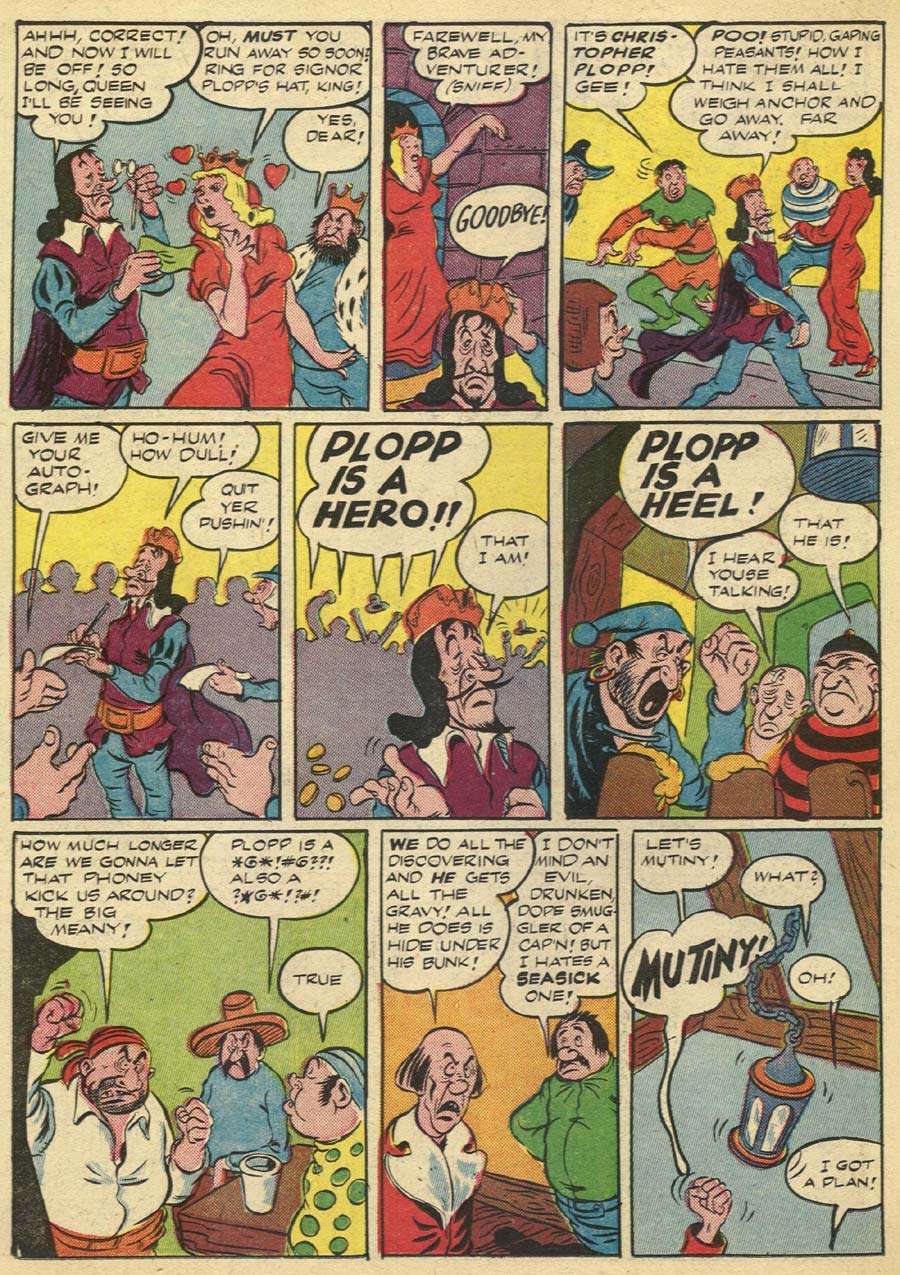 AHHH, CORRECT!
AND NOW I WILL
BE OFF! SO
LONG, QUEEN
I'LL BE SEEING
YOU!
OH, MUST YOU
RUN AWAY SO SOON?
RING FOR SIGNOR
PLOPP'S HAT, KING!
YES,
DEAR!
FAREWELL, MY
BRAVE AD-
VENTURER!
(SNIFF)
GOODBYE!
IT'S CHRIS-
TOPHER
PLOPP!
GEE!
POO! STUPID, GAPING
PEASANTS! HOW I
HATE THEM ALL! I
THINK I SHALL
WEIGH ANCHOR AND
GO AWAY. FAR
AWAY!
GIVE ME
YOUR
AUTO-
GRAPH!
HO-HUM!
HOW DULL!
QUIT
YER
PUSHIN'!
PLOPP
IS A
HERO!!
THAT
I AM!
PLOPP
IS A
HEEL!
I HEAR
YOUSE
TALKING!
THAT
HE IS!
HOW MUCH LONGER
ARE WE GONNA LET
THAT PHONEY
KICK US AROUND?
THE BIG
MEANY!
PLOPP IS A
*G*!#G??!
ALSO A
?*G*!?#!
TRUE
WE DO ALL THE
DISCOVERING
AND HE GETS
ALL THE
GRAVY! ALL
HE DOES IS
HIDE UNDER
HIS BUNK!
I DON'T
MIND AN
EVIL,
DRUNKEN,
DOPE SMUG-
GLER OF A
CAP'N! BUT
I HATES A
SEASICK
ONE!
LET'S
MUTINY!
WHAT?
MUTINY!
OH!
I GOT
A PLAN!